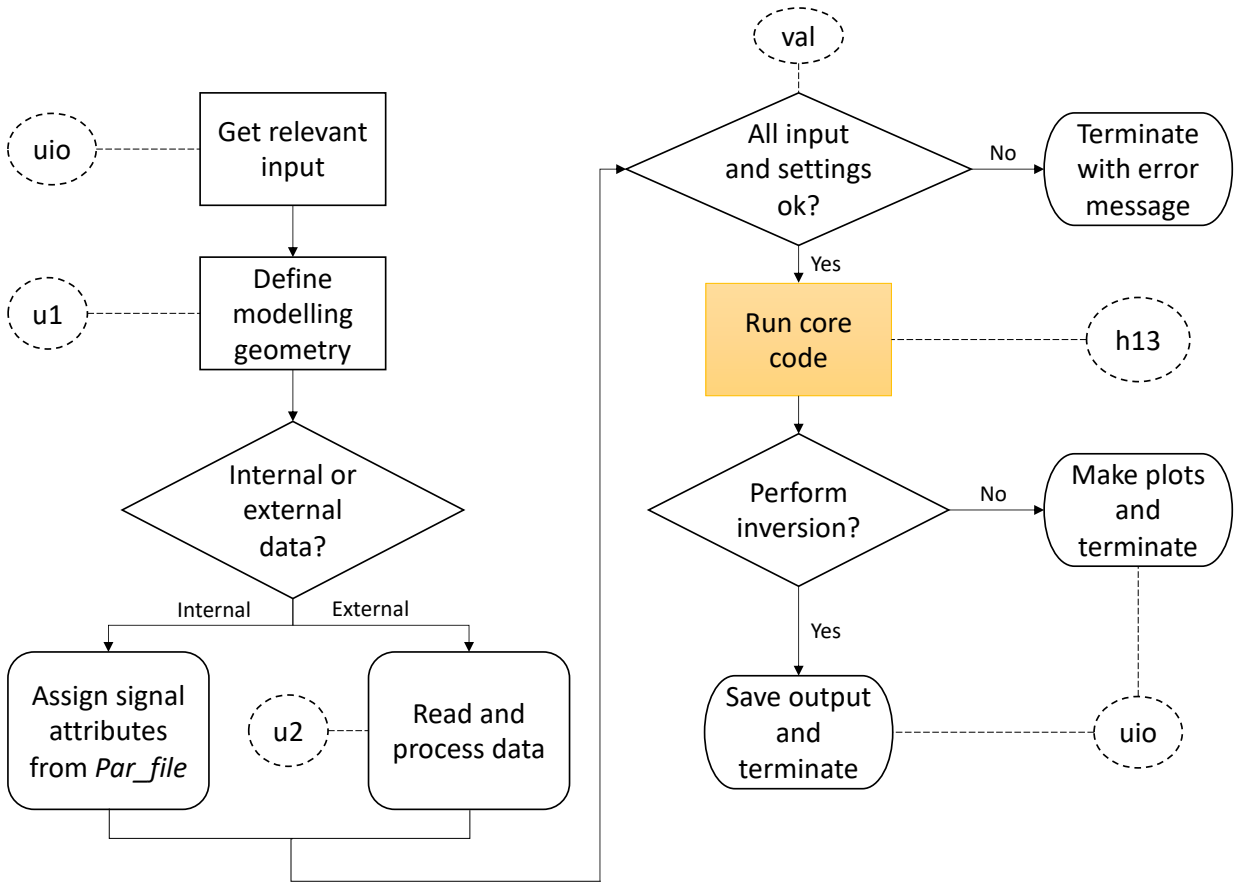 uio
Get relevant
input
u1
Define
modelling
geometry
Internal or
external
data?
Internal
External
Assign signal
attributes
from Par_file
u2
Read and
process data
val
All input
and settings
ok?
No
Terminate
with error
message
Yes
Run core
code
h13
Perform
inversion?
No
Make plots
and
terminate
Yes
Save output
and
terminate
uio